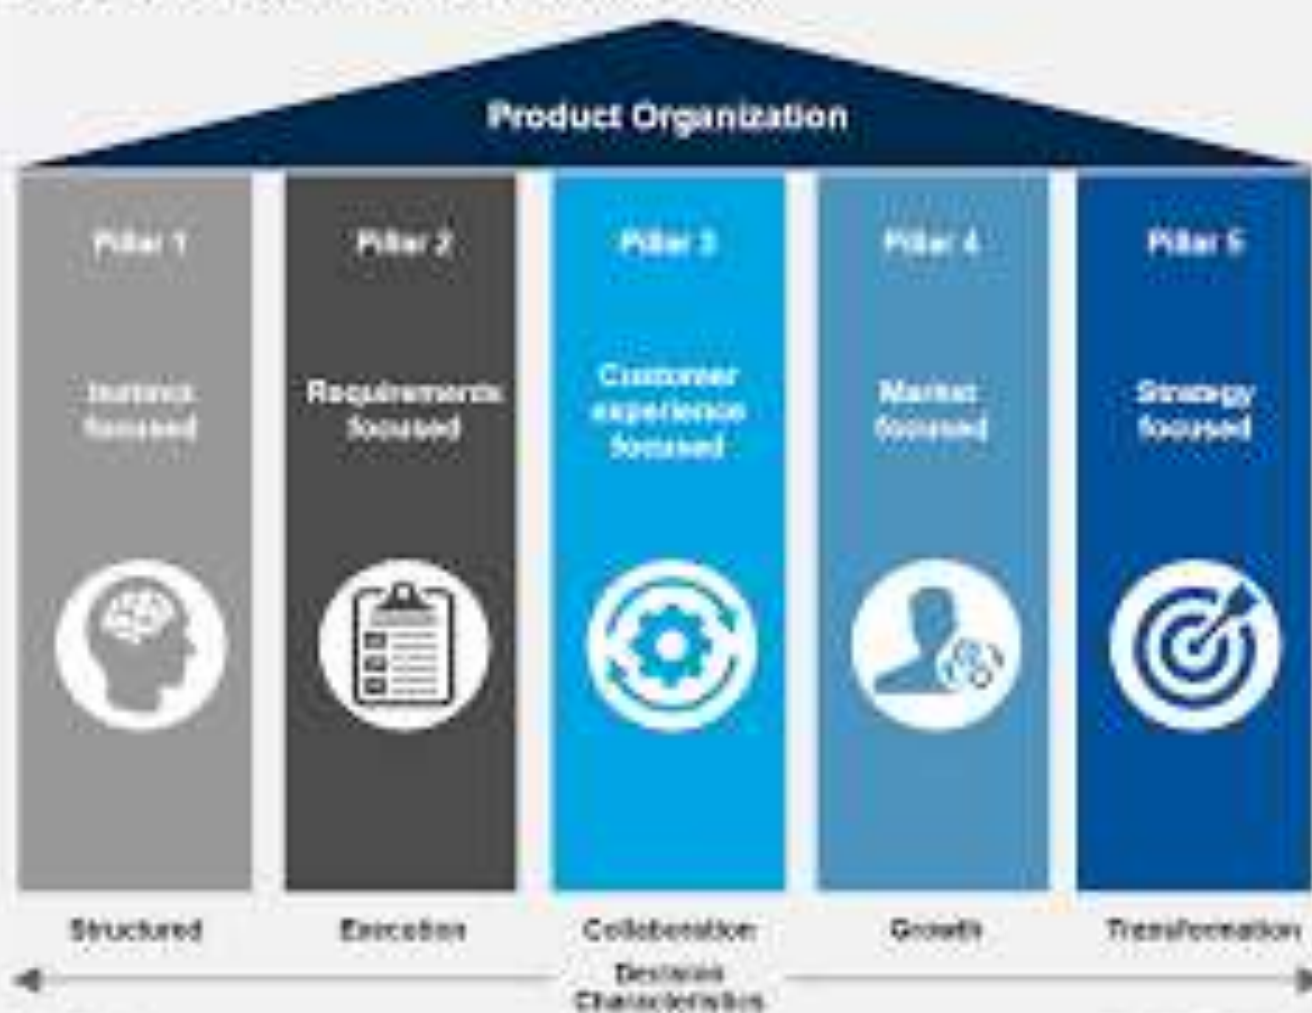 Product Organization
Pillar 1
Pillar 2
Pillar 3
Pillar 4
Pillar 5
focused
Requirements
focused
Customer
experience
focused
Market
focused
Strategy
focused
Structured
Execution
Collaboration
Growth
Transformation
Decision
Characteristics